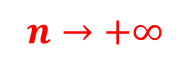 n → +∞